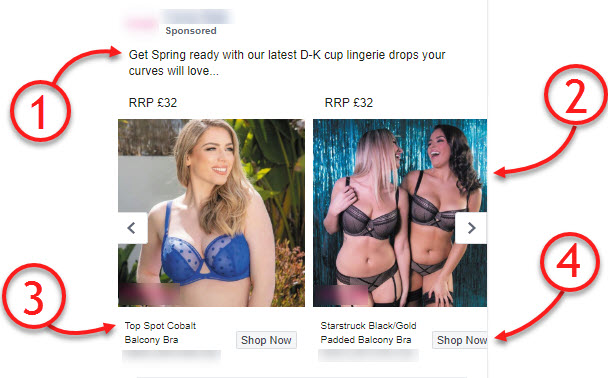 Sponsored
Get Spring ready with our latest D-K cup lingerie drops your
curves will love...
RRP £32
RRP £32
1
2
3
4
Top Spot Cobalt
Balcony Bra
Shop Now
Starstruck Black/Gold
Padded Balcony Bra
Shop Now